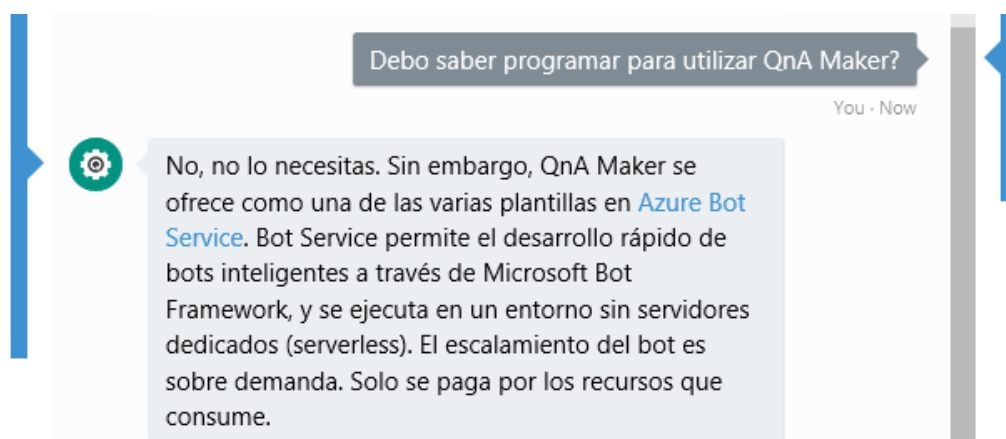 Debo saber programar para utilizar QnA Maker?
You · Now
No, no lo necesitas. Sin embargo, QnA Maker se
ofrece como una de las varias plantillas en Azure Bot
Service. Bot Service permite el desarrollo rápido de
bots inteligentes a través de Microsoft Bot
Framework, y se ejecuta en un entorno sin servidores
dedicados (serverless). El escalamiento del bot es
sobre demanda. Solo se paga por los recursos que
consume.